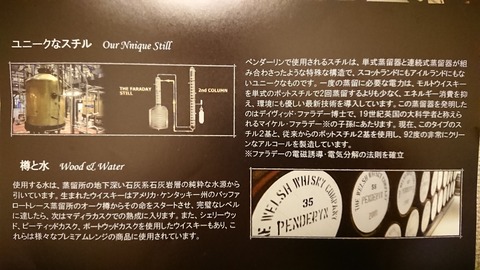 ユニークなスチル Our Nnique Still
THE FARADAY
STILL
2nd COLUMN
ペンダーリンで使用されるスチルは、単式蒸留器と連続式蒸留器が組
み合わさったような特殊な構造で、スコットランドにもアイルランドにもな
いユニークなものです。一度の蒸留に必要な電力は、モルトウイスキー
を単式のポットスチルで2回蒸留するよりも少なく、エネルギー消費を抑
え、環境にも優しい最新技術を導入しています。この蒸留器を発明した
のはデイヴィッド・ファラデー博士で、19世紀英国の大科学者と称えら
れるマイケル・ファラデー※の子孫にあたります。現在、このタイプの
スチル2基と、従来からのポットスチル2基を使用し、92度の非常にクリ
ーンなアルコールを製造しています。
※ファラデーの電磁誘導・電気分解の法則を確立
樽と水 Wood & Water
使用する水は、蒸留所の地下深い石灰系石灰岩層の純粋な水源から
引いています。生まれたウイスキーはアメリカ・ケンタッキー州のバッファ
ロートレース蒸留所のオーク樽からその命をスタートさせ、完璧なレベル
に達したら、次はマディラカスクでの熟成に入ります。また、シェリーウッ
ド、ピーティッドカスク、ポートウッドカスクを使用したウイスキーもあり、こ
れらは様々なプレミアムレンジの商品に使用されています。
THE WELSH WHISKY COMPANY
35
PENDERYN